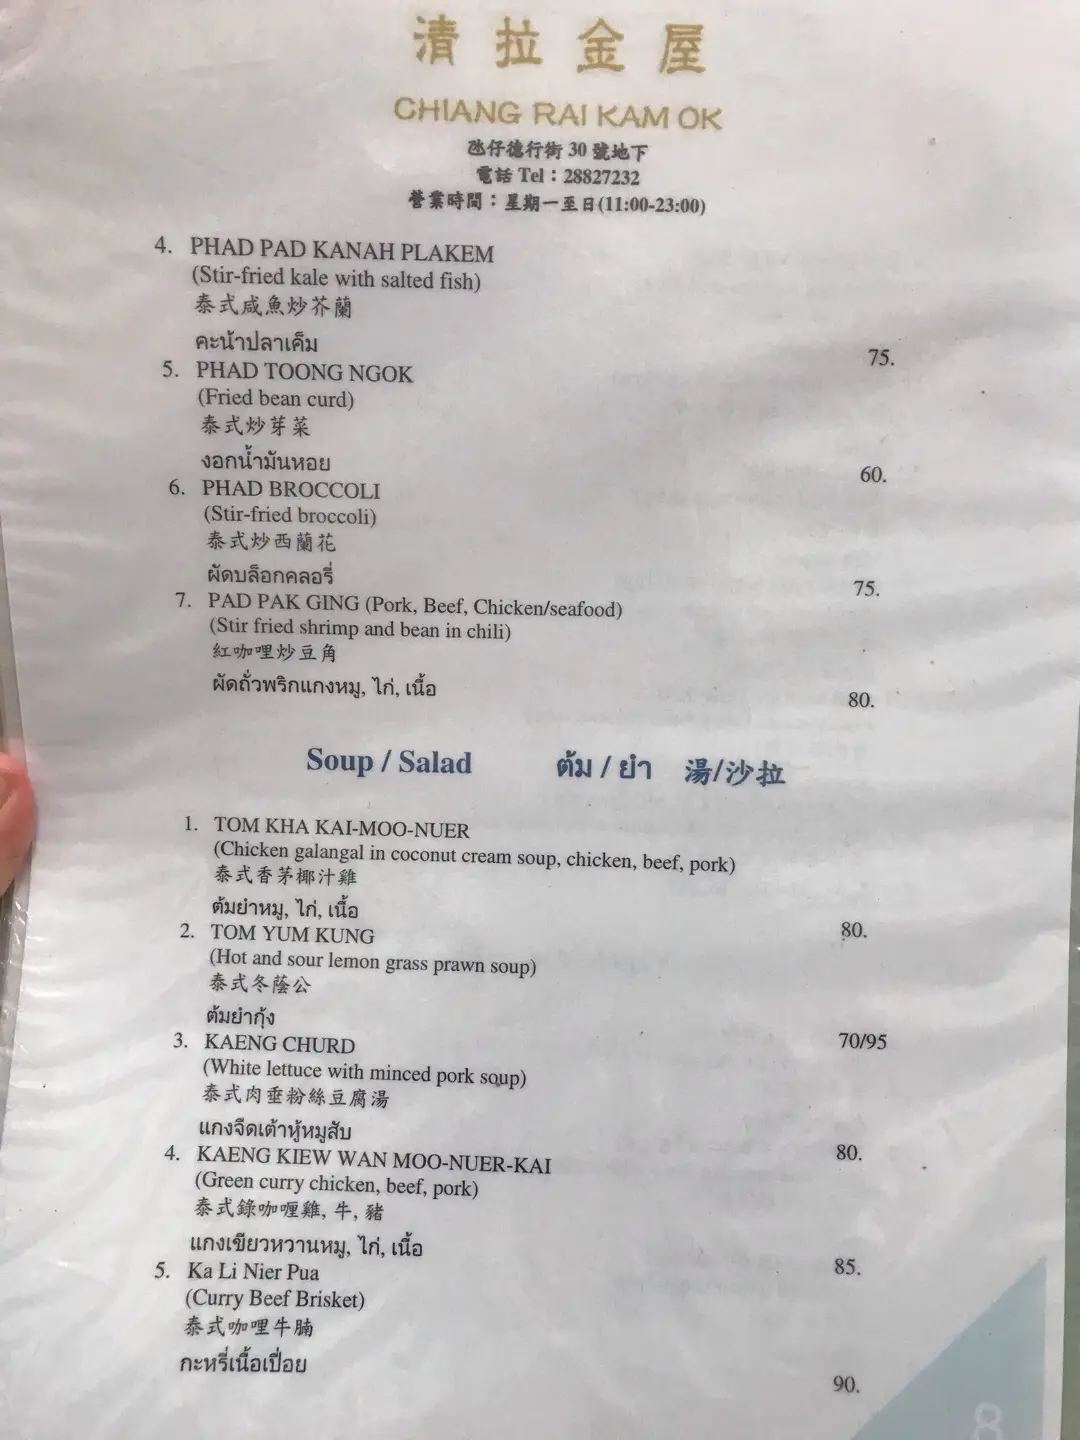 清拉金屋
CHIANG RAI KAM OK
氹仔德行街 30 號地下
電話 Tel：28827232
營業時間：星期一至日(11:00-23:00)
4. PHAD PAD KANAH PLAKEM
(Stir-fried kale with salted fish)
泰式咸魚炒芥蘭
คะน้าปลาเค็ม 75.
5. PHAD TOONG NGOK
(Fried bean curd)
泰式炒芽菜
งอกน้ำมันหอย 60.
6. PHAD BROCCOLI
(Stir-fried broccoli)
泰式炒西蘭花
ผัดบล็อกคลอรี่ 75.
7. PAD PAK GING (Pork, Beef, Chicken/seafood)
(Stir fried shrimp and bean in chili)
紅咖哩炒豆角
ผัดถั่วพริกแกงหมู, ไก่, เนื้อ 80.
Soup / Salad ต้ม / ยำ 湯/沙拉
1. TOM KHA KAI-MOO-NUER
(Chicken galangal in coconut cream soup, chicken, beef, pork)
泰式香茅椰汁雞
ต้มยำหมู, ไก่, เนื้อ 80.
2. TOM YUM KUNG
(Hot and sour lemon grass prawn soup)
泰式冬蔭公
ต้มยำกุ้ง 70/95
3. KAENG CHURD
(White lettuce with minced pork soup)
泰式肉垂粉絲豆腐湯
แกงจืดเต้าหู้หมูสับ 80.
4. KAENG KIEW WAN MOO-NUER-KAI
(Green curry chicken, beef, pork)
泰式錄咖喱雞, 牛, 豬
แกงเขียวหวานหมู, ไก่, เนื้อ 85.
5. Ka Li Nier Pua
(Curry Beef Brisket)
泰式咖哩牛腩
กะหรี่เนื้อเปื่อย 90.
8